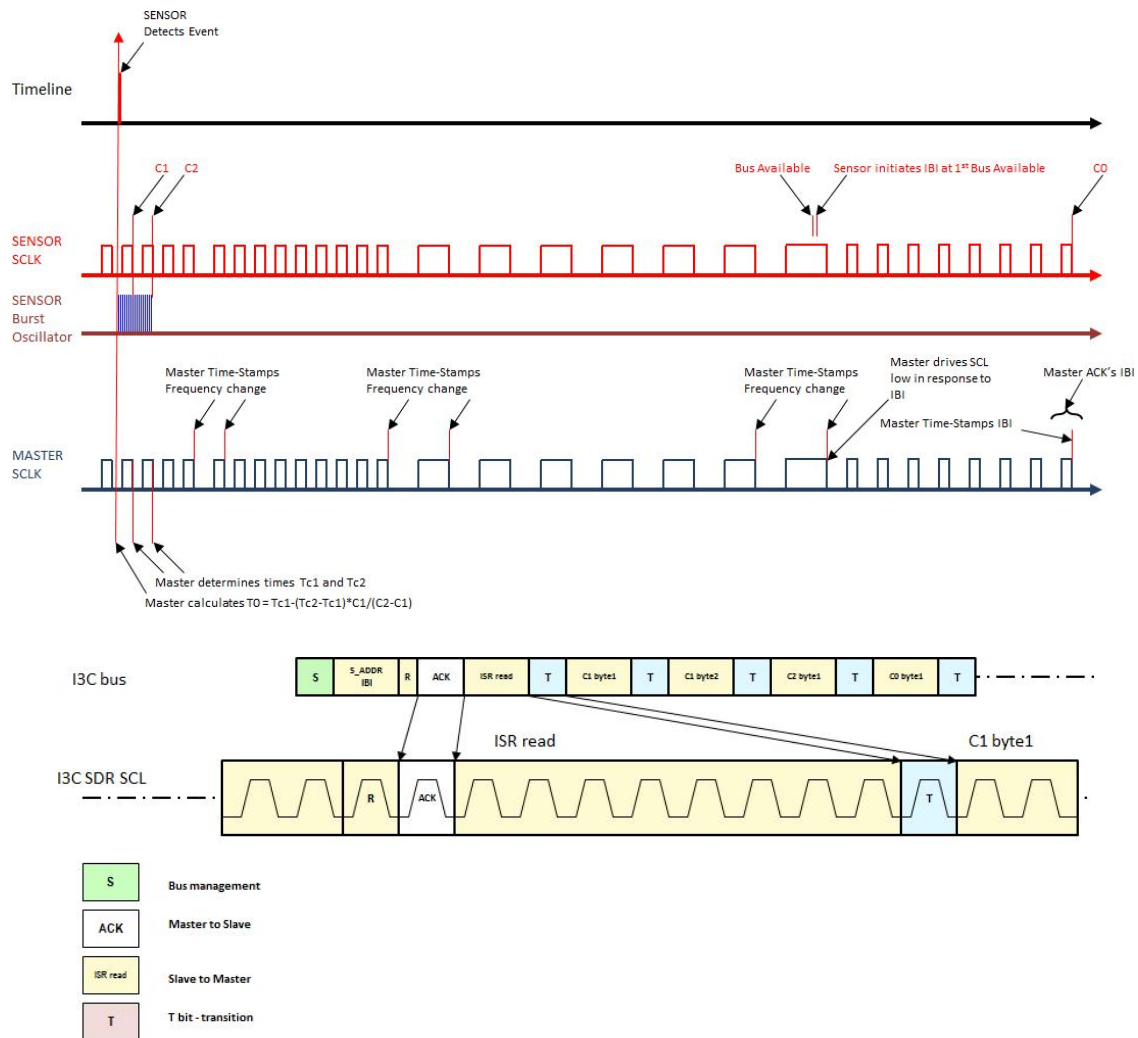 SENSOR
Detects Event
Timeline
C1
C2
Bus Available
Sensor initiates IBI at 1st Bus Available
C0
SENSOR
SCLK
SENSOR
Burst
Oscillator
Master Time-Stamps
Frequency change
Master Time-Stamps
Frequency change
Master Time-Stamps
Frequency change
Master drives SCL
low in response to
IBI
Master ACK's IBI
Master Time-Stamps IBI
MASTER
SCLK
Master determines times Tc1 and Tc2
Master calculates T0 = Tc1-(Tc2-Tc1)*C1/(C2-C1)
I3C bus
S
S_ADDR
IBI
R
ACK
ISR read
T
C1 byte1
T
C1 byte2
T
C2 byte1
T
C0 byte1
T
ISR read
C1 byte1
I3C SDR SCL
R
ACK
T
S
Bus management
ACK
Master to Slave
ISR read
Slave to Master
T
T bit - transition